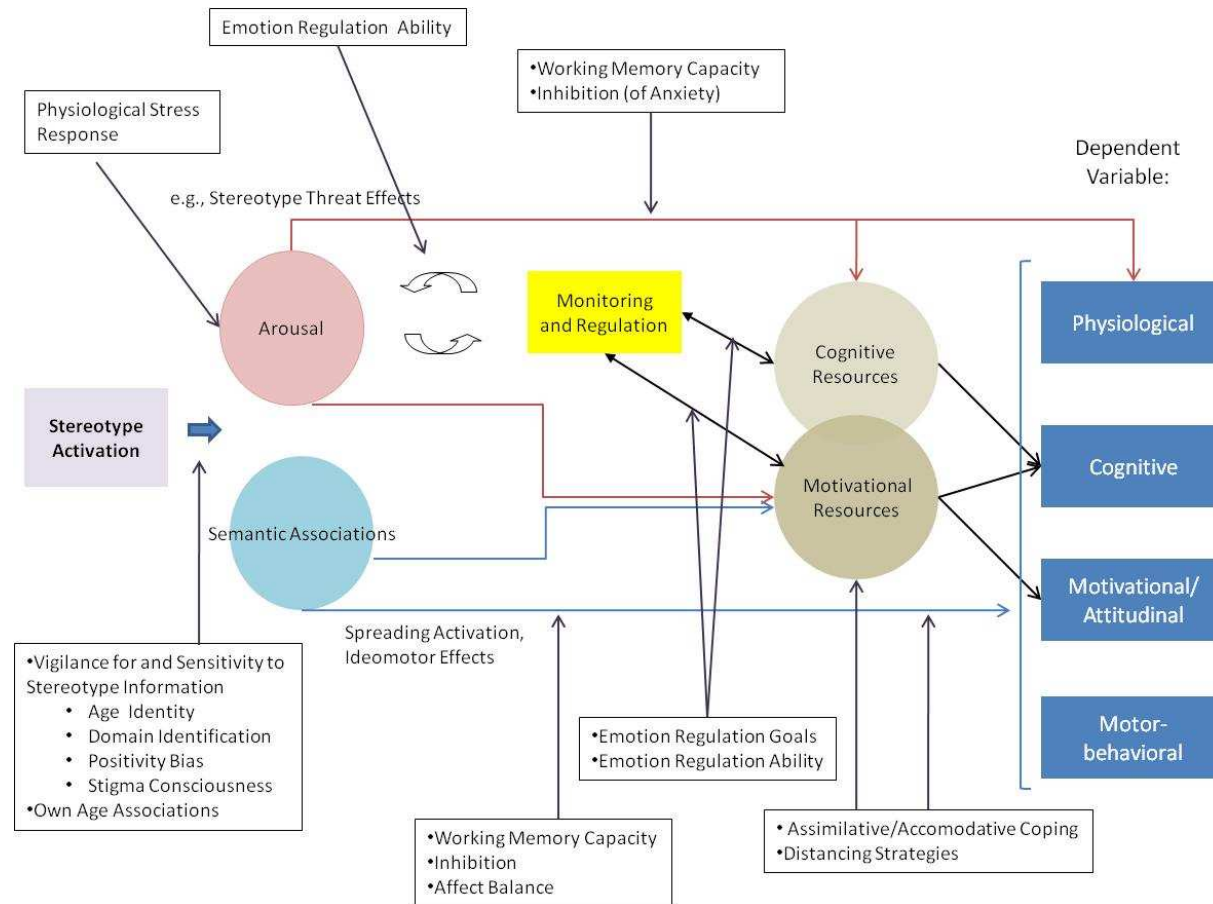 Emotion Regulation Ability
•Working Memory Capacity
•Inhibition (of Anxiety)
Physiological Stress
Response
Dependent
Variable:
e.g., Stereotype Threat Effects
Arousal
Monitoring
and Regulation
Cognitive
Resources
Physiological
Stereotype
Activation
Cognitive
Semantic Associations
Motivational
Resources
Motivational/
Attitudinal
Spreading Activation,
Ideomotor Effects
•Vigilance for and Sensitivity to
Stereotype Information
• Age Identity
• Domain Identification
• Positivity Bias
• Stigma Consciousness
•Own Age Associations
Motor-
behavioral
•Emotion Regulation Goals
•Emotion Regulation Ability
•Working Memory Capacity
•Inhibition
•Affect Balance
• Assimilative/Accomodative Coping
•Distancing Strategies